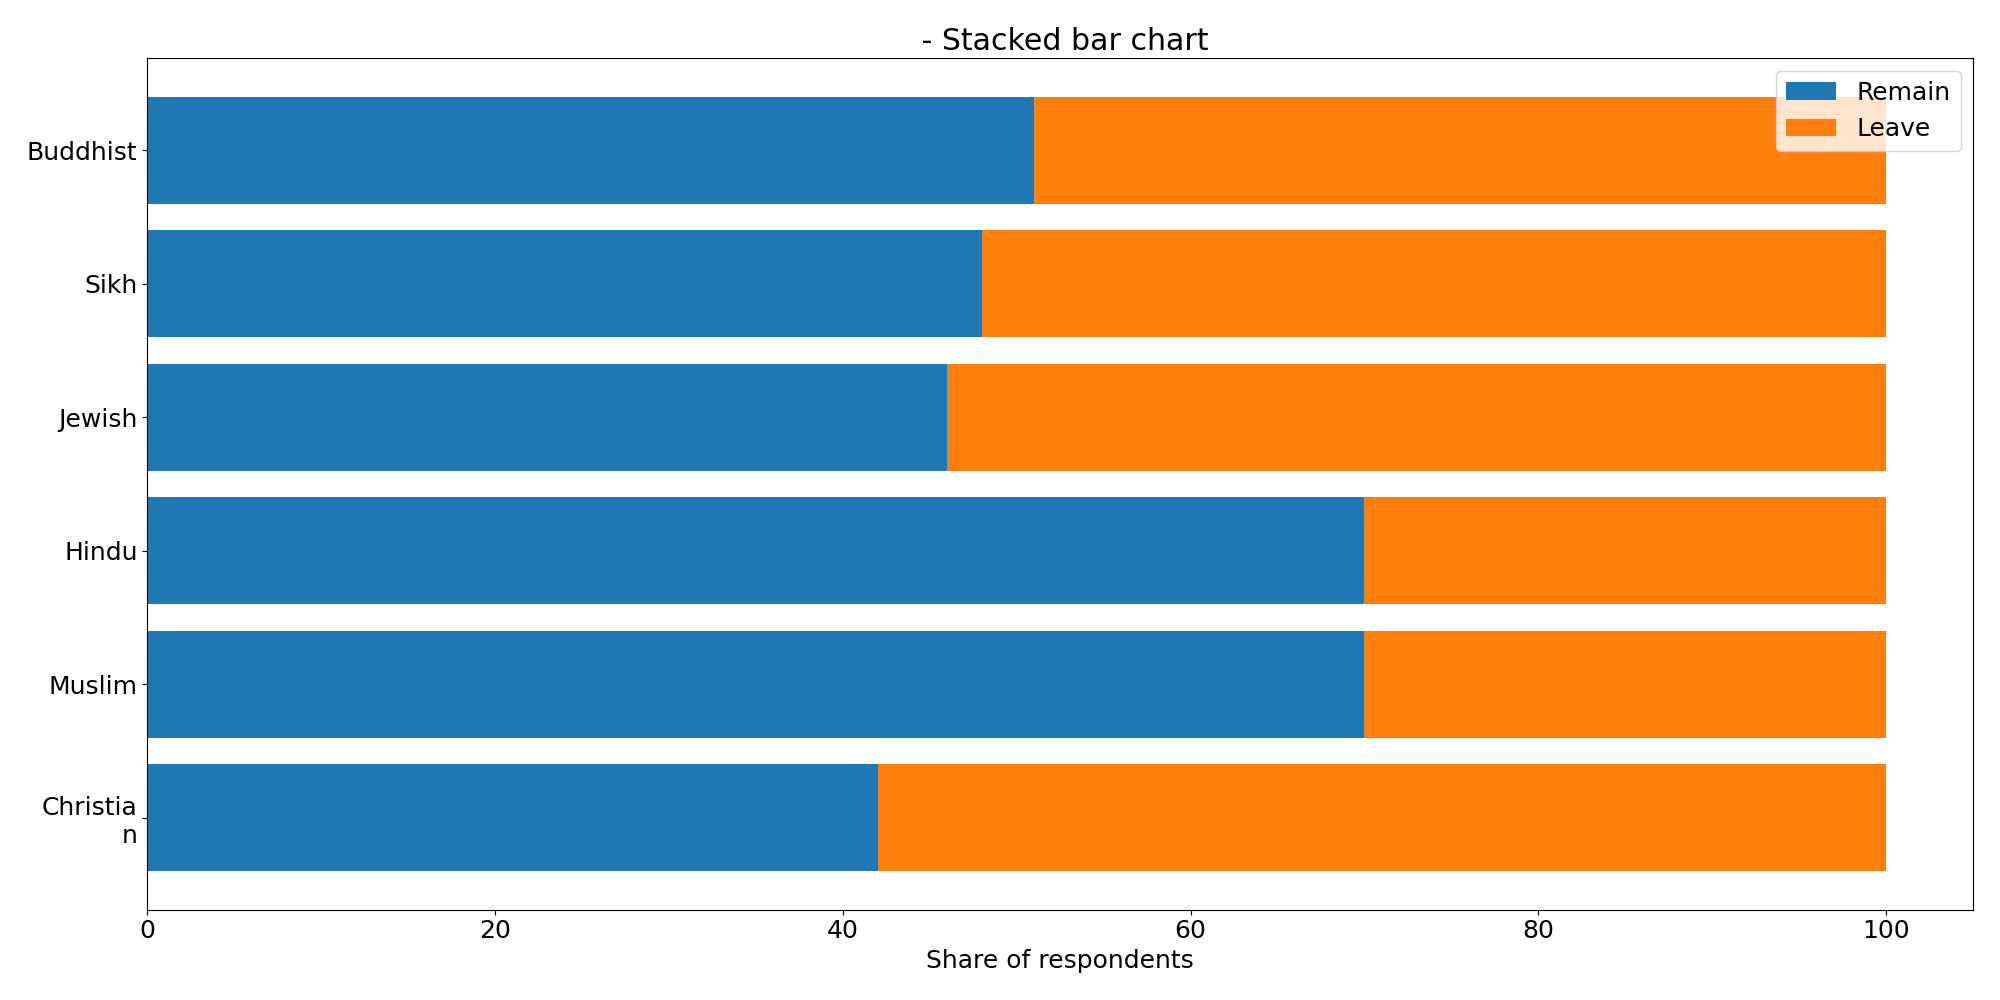 - Stacked bar chart
Remain
Leave
Buddhist
Sikh
Jewish
Hindu
Muslim
Christia
n
0 20 40 60 80 100
Share of respondents